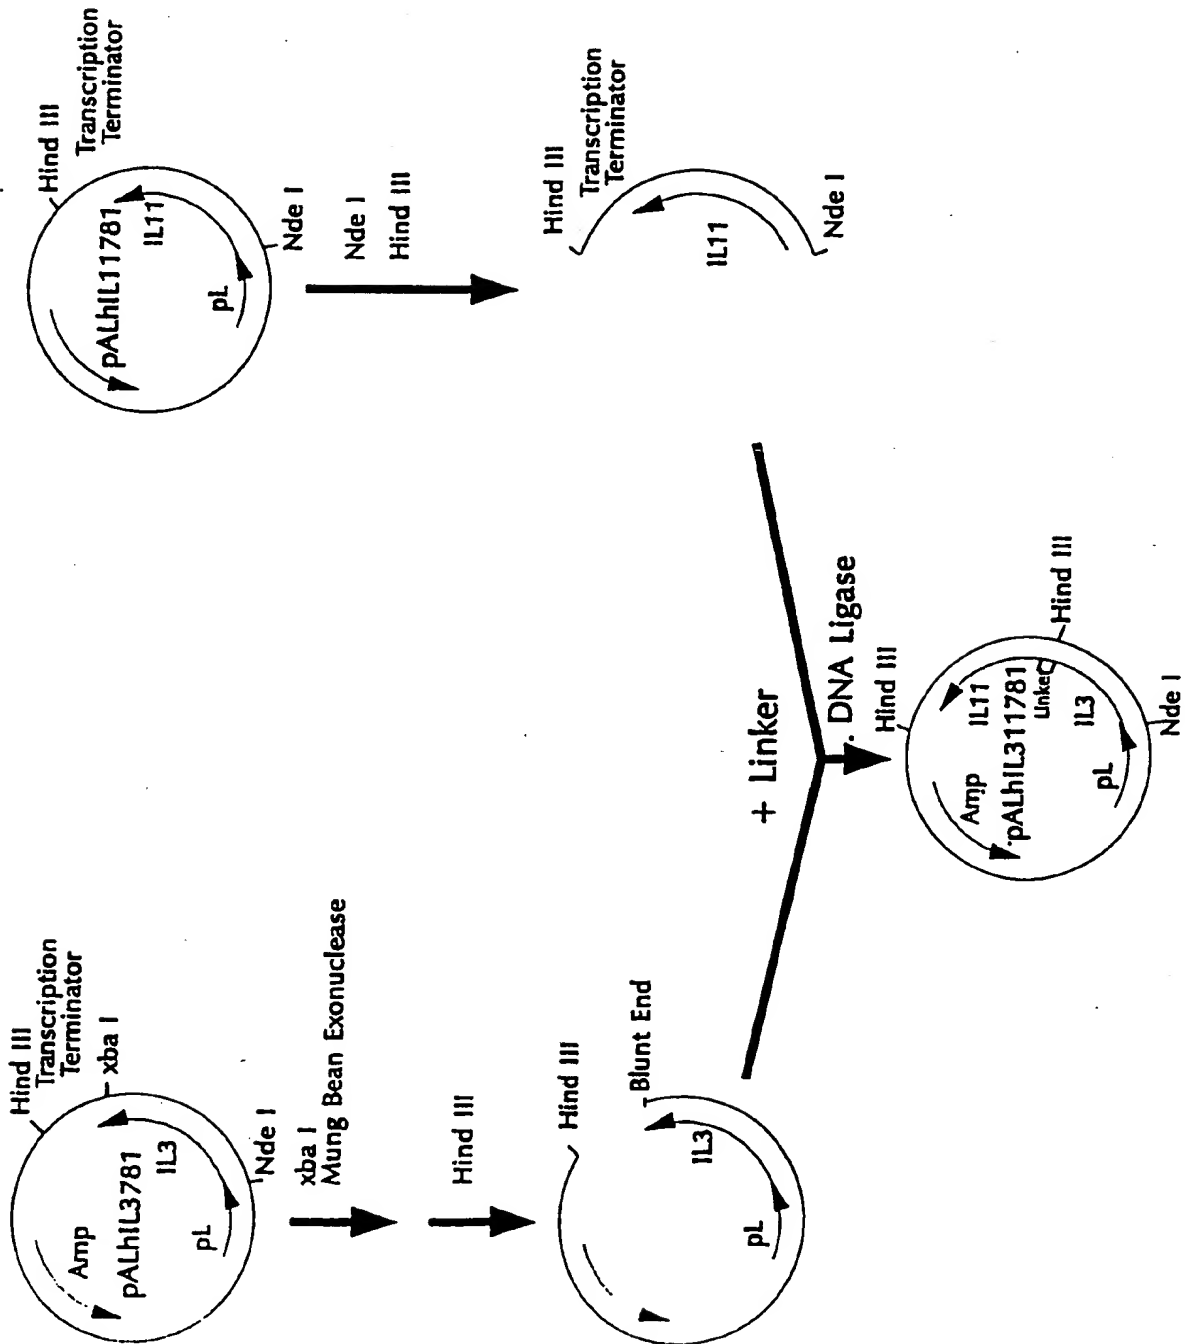 Hind III
Transcription
Terminator
xba I
Amp
pALhIL3781
IL3
pL
Nde I
xba I
Mung Bean Exonuclease
Hind III
Hind III
Blunt End
IL3
pL
Hind III
Transcription
Terminator
pALhIL11781
IL11
pL
Nde I
Nde I
Hind III
Hind III
Transcription
Terminator
IL11
Nde I
+ Linker
DNA Ligase
Hind III
Amp
IL11
pALhIL311781
Linker
Hind III
IL3
pL
Nde I